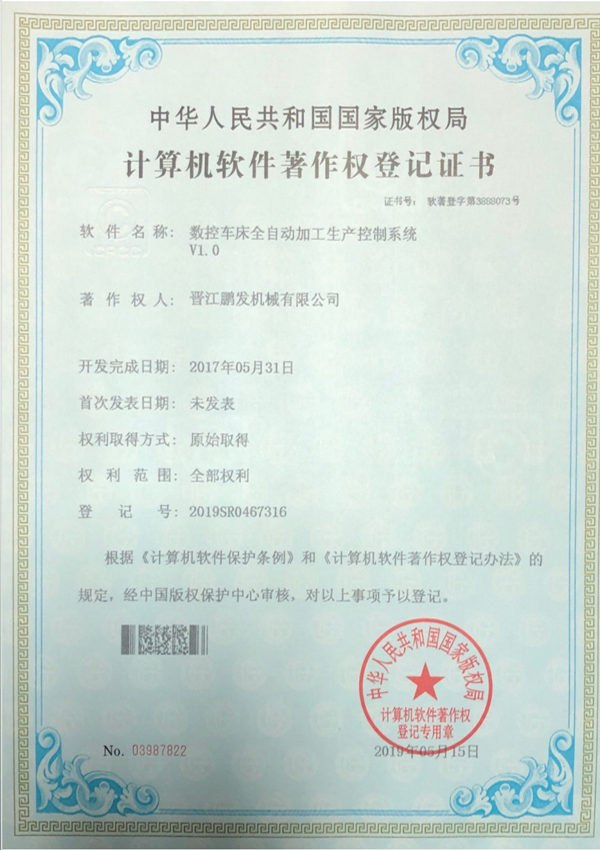 中华人民共和国国家版权局
计算机软件著作权登记证书
证书号: 软著登字第3888073号
软件名称: 数控车床全自动加工生产控制系统
V1.0
著作权人: 晋江鹏发机械有限公司
开发完成日期: 2017年05月31日
首次发表日期: 未发表
权利取得方式: 原始取得
权利范围: 全部权利
登记号: 2019SR0467316
根据《计算机软件保护条例》和《计算机软件著作权登记办法》的
规定,经中国版权保护中心审核,对以上事项予以登记。
中华人民共和国国家版权局
计算机软件著作权
登记专用章
No. 03987822
2019年05月15日